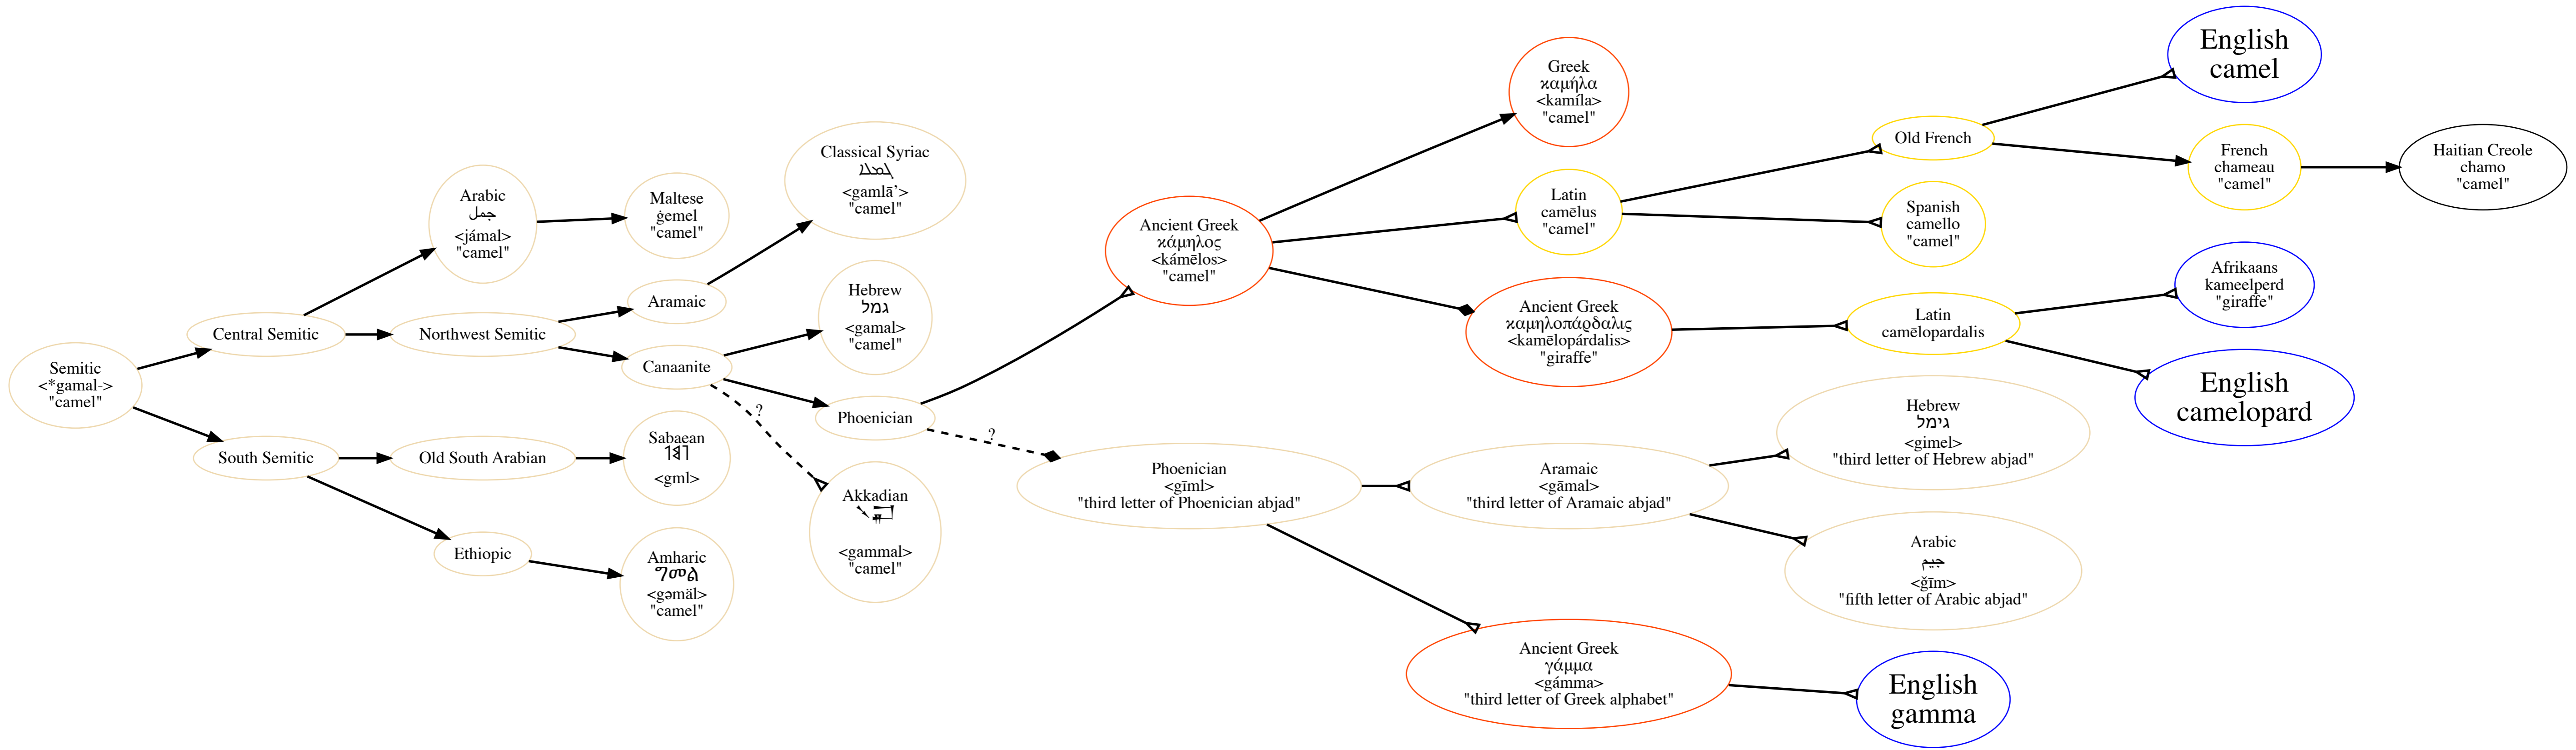 Semitic
<*gamal->
"camel"
Central Semitic
South Semitic
Arabic
جمل
<jámal>
"camel"
Northwest Semitic
Old South Arabian
Ethiopic
Maltese
ġemel
"camel"
Aramaic
Canaanite
?
Sabaean
𐩴𐩣𐩡
<gml>
Amharic
ግመል
<gəmäl>
"camel"
Classical Syriac
ܓܡܠܐ
<gamlā’>
"camel"
Hebrew
גמל
<gamal>
"camel"
Phoenician
?
Akkadian
<gammal>
"camel"
Ancient Greek
κάμηλος
<kámēlos>
"camel"
Phoenician
<gīml>
"third letter of Phoenician abjad"
Greek
καμήλα
<kamíla>
"camel"
Latin
camēlus
"camel"
Ancient Greek
καμηλοπάρδαλις
<kamēlopárdalis>
"giraffe"
Aramaic
<gāmal>
"third letter of Aramaic abjad"
Ancient Greek
γάμμα
<gámma>
"third letter of Greek alphabet"
Old French
Spanish
camello
"camel"
Latin
camēlopardalis
Hebrew
גימל
<gimel>
"third letter of Hebrew abjad"
Arabic
جيم
<ǧīm>
"fifth letter of Arabic abjad"
English
gamma
English
camel
French
chameau
"camel"
Afrikaans
kameelperd
"giraffe"
English
camelopard
Haitian Creole
chamo
"camel"